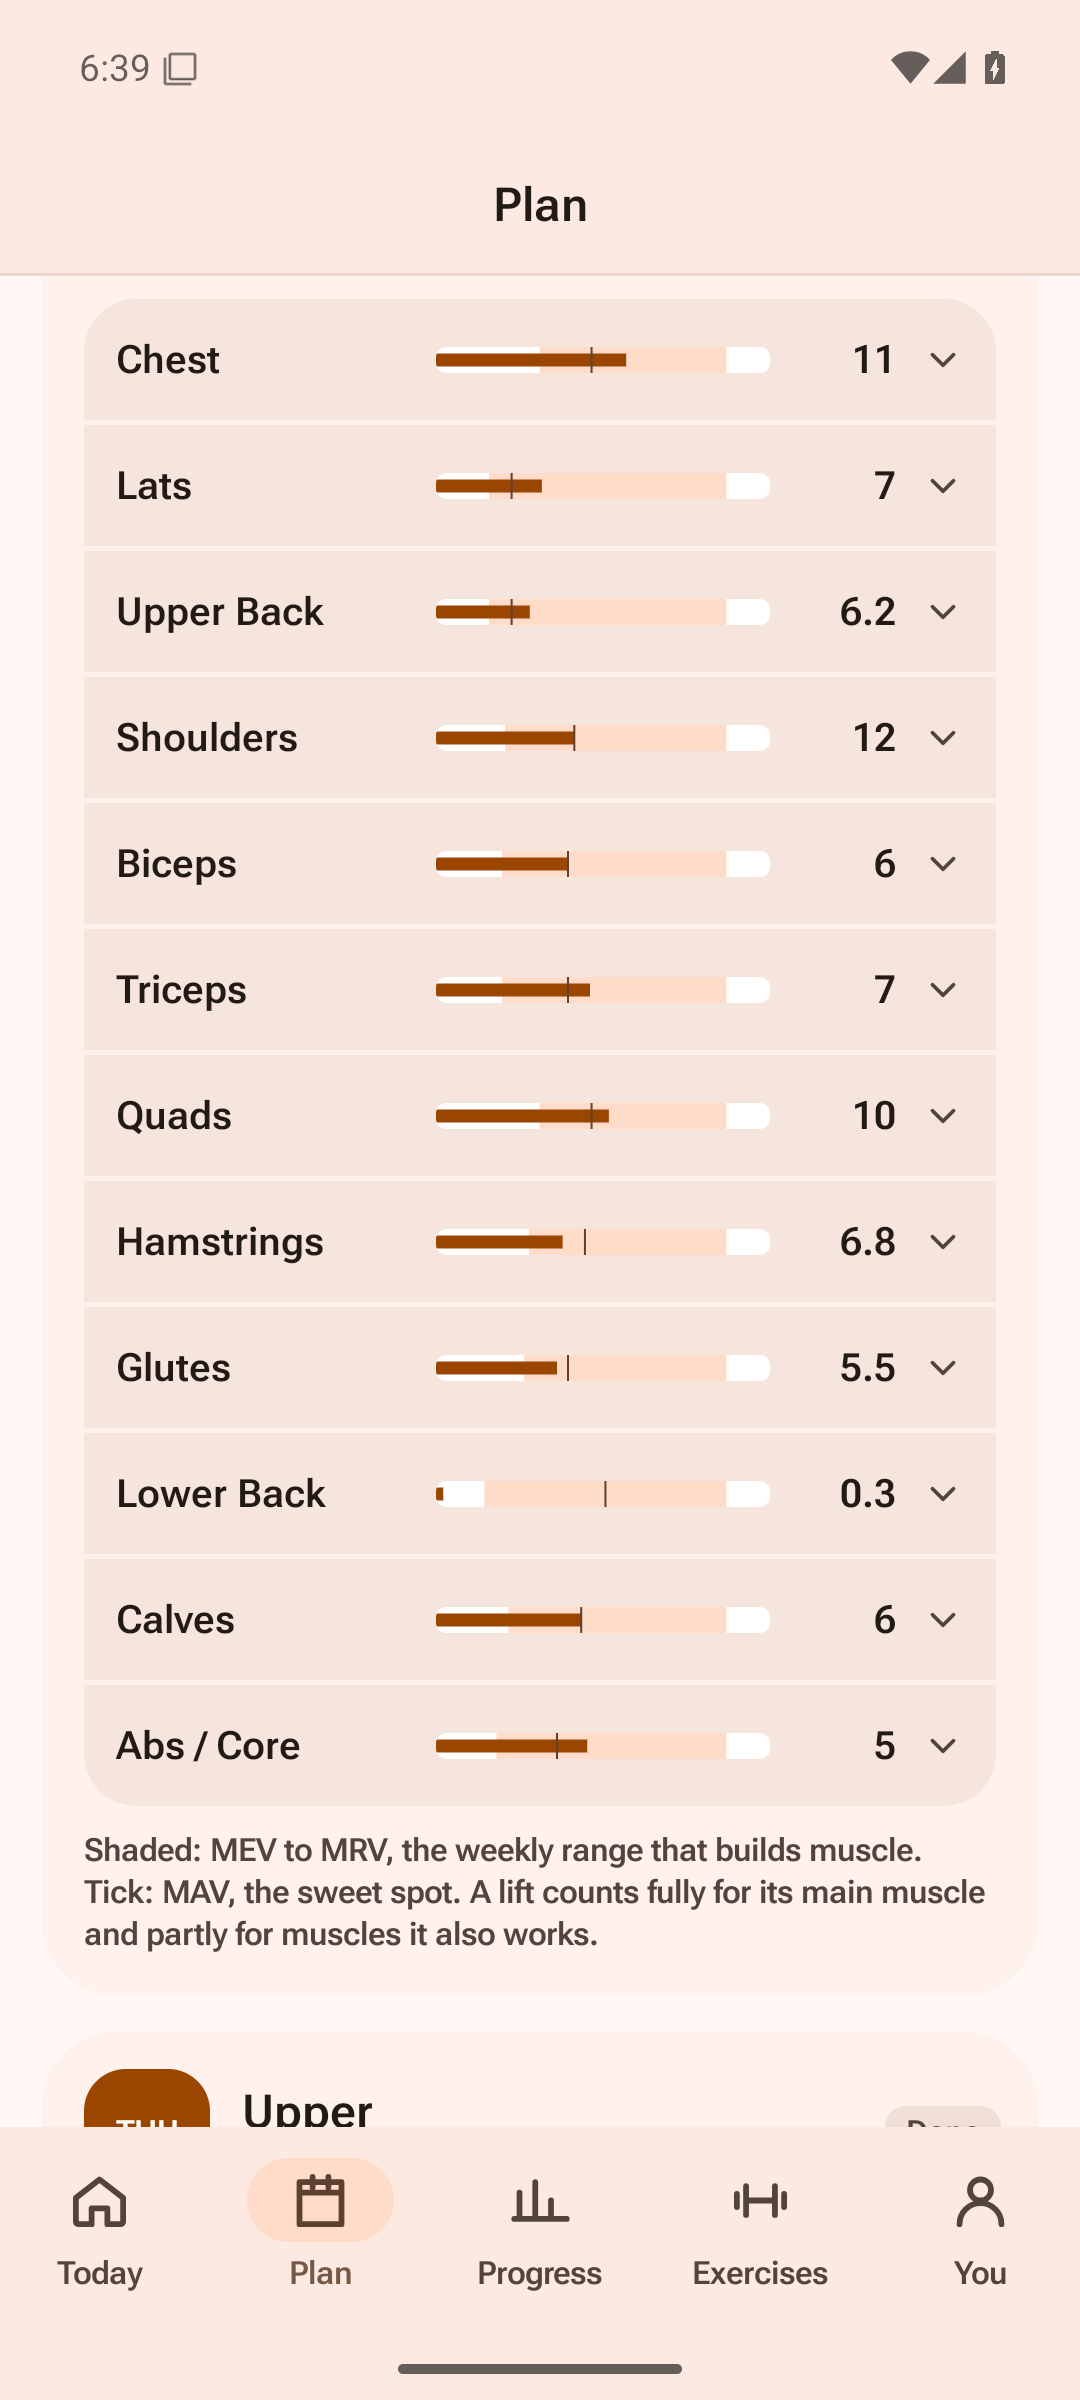 6:39
Plan
Chest 11
Lats 7
Upper Back 6.2
Shoulders 12
Biceps 6
Triceps 7
Quads 10
Hamstrings 6.8
Glutes 5.5
Lower Back 0.3
Calves 6
Abs / Core 5
Shaded: MEV to MRV, the weekly range that builds muscle.
Tick: MAV, the sweet spot. A lift counts fully for its main muscle
and partly for muscles it also works.
THU Upper Done
Today Plan Progress Exercises You